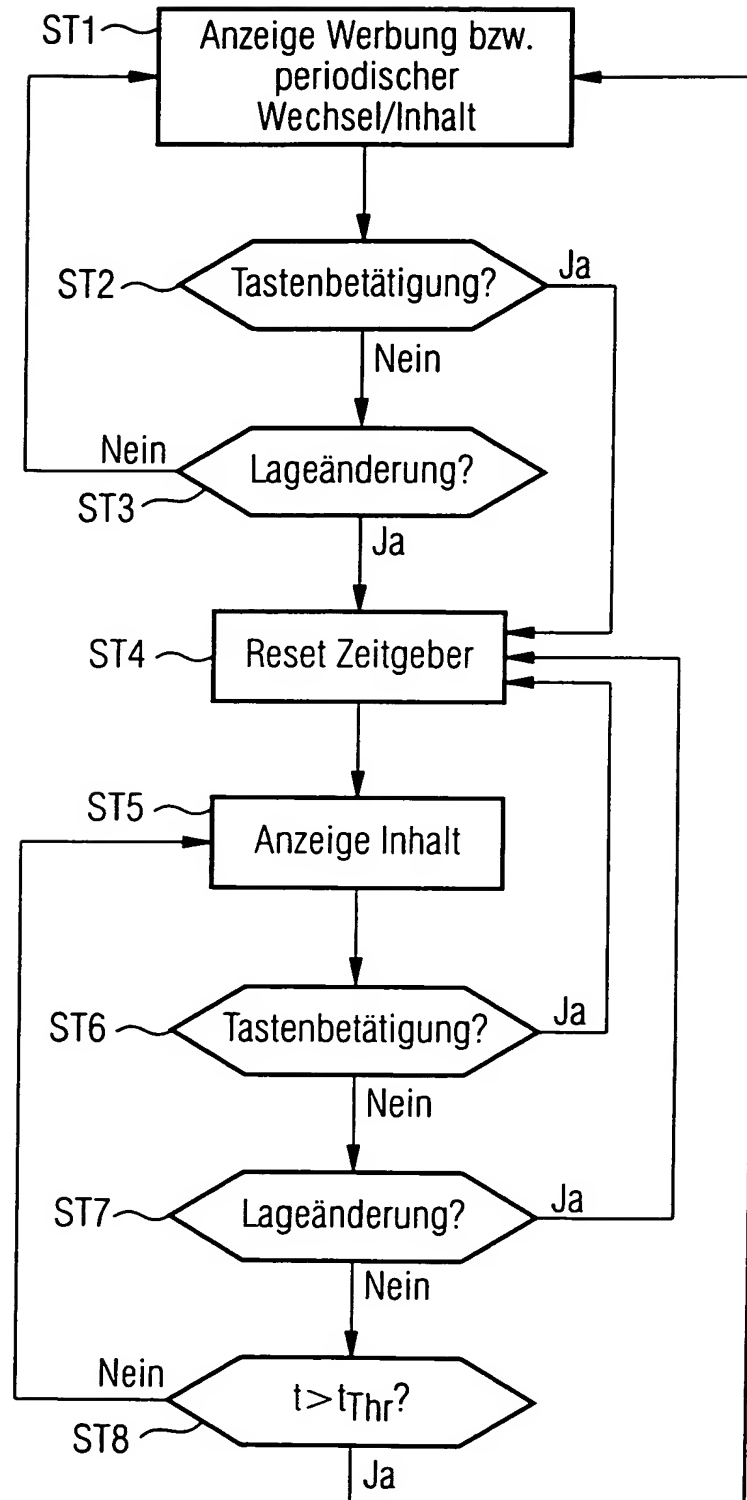 ST1
Anzeige Werbung bzw.
periodischer
Wechsel/Inhalt
ST2
Tastenbetätigung?
Ja
Nein
Nein
Lageänderung?
ST3
Ja
ST4
Reset Zeitgeber
ST5
Anzeige Inhalt
ST6
Tastenbetätigung?
Ja
Nein
ST7
Lageänderung?
Ja
Nein
Nein
t>tThr?
ST8
Ja